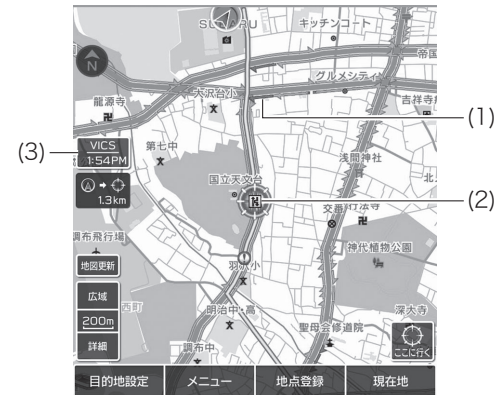 SUBARU
キッチンコート
帝国
N
グルメシティ
大沢台小
龍源寺
吉祥寺
(1)
VICS
1:54PM
(3)
第七中
浅間神社
1.3km
国立天文台
(2)
交番
行法寺
調布飛行場
神代植物公園
地図更新
羽沢小
広域
西町
200m
明治中・高
深大寺
詳細
聖母会修道院
ここに行く
調布中
目的地設定
メニュー
地点登録
現在地